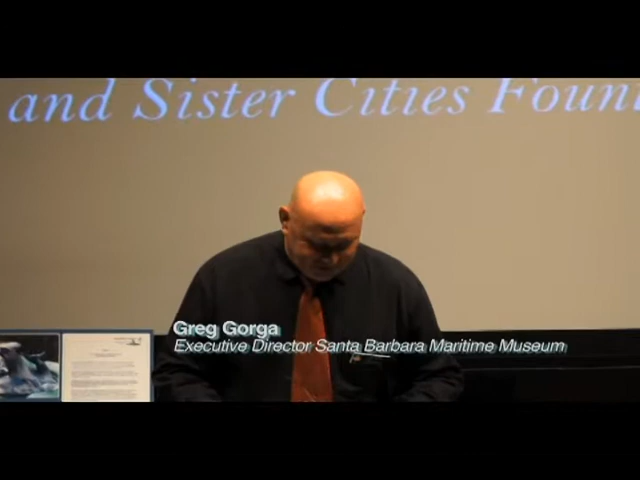 and Sister Cities Foun
Greg Gorga
Executive Director Santa Barbara Maritime Museum